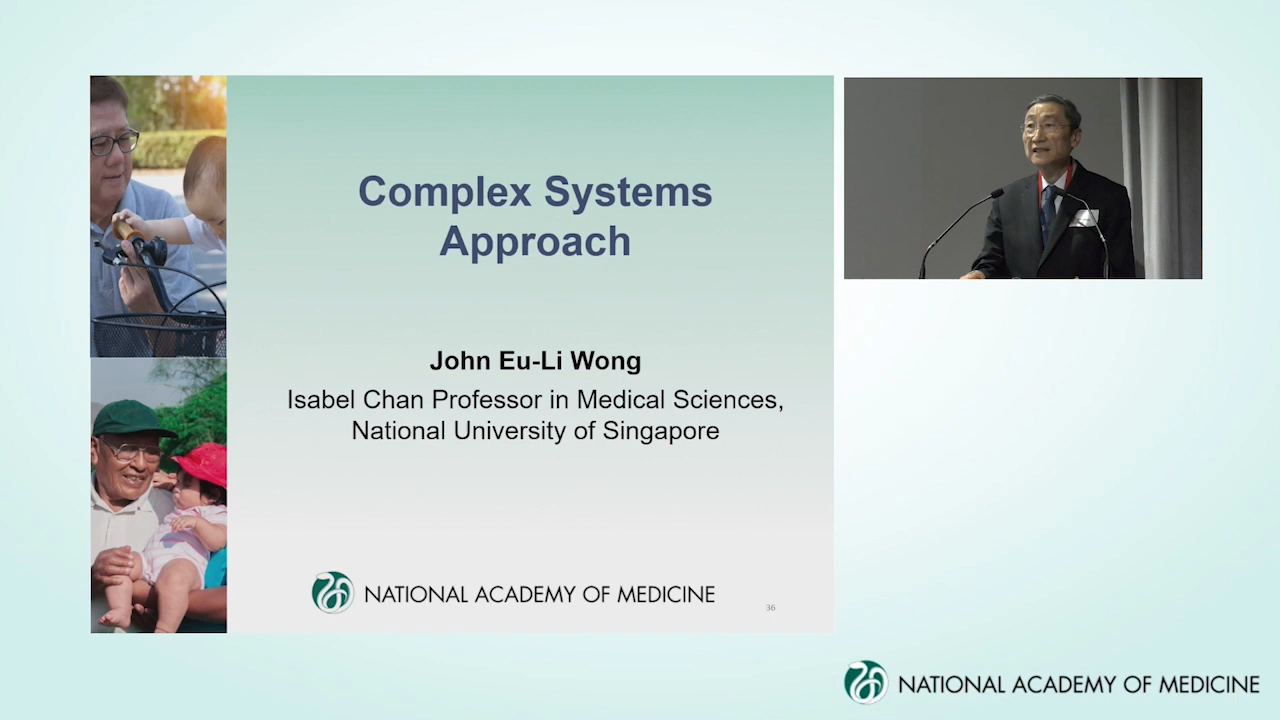 Complex Systems
Approach
John Eu-Li Wong
Isabel Chan Professor in Medical Sciences,
National University of Singapore
NATIONAL ACADEMY OF MEDICINE
36
NATIONAL ACADEMY OF MEDICINE